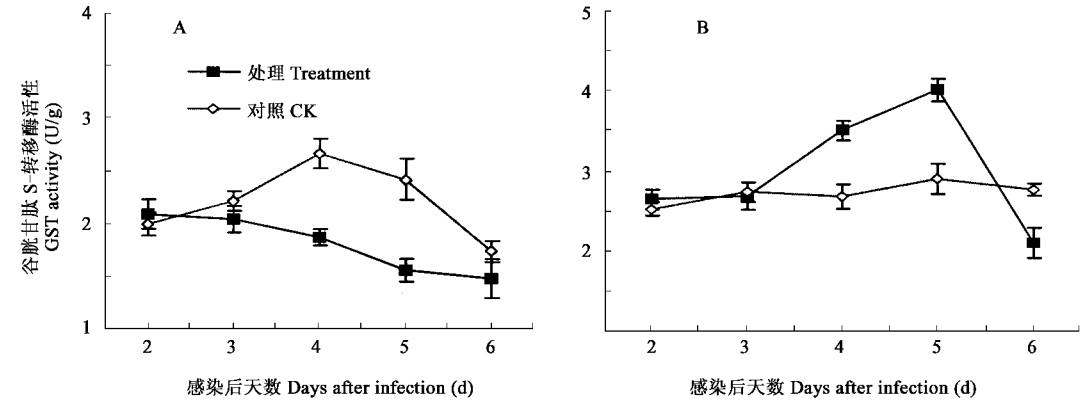 A
4
3
2
1
处理 Treatment
对照 CK
谷胱甘肽 S-转移酶活性
GST activity (U/g)
2 3 4 5 6
感染后天数 Days after infection (d)
B
5
4
3
2
2 3 4 5 6
感染后天数 Days after infection (d)